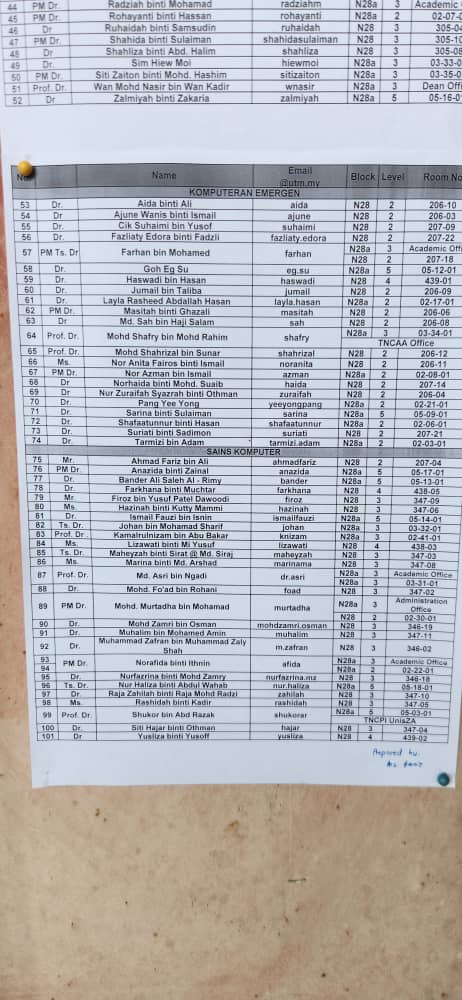 44 PM Dr. Radziah binti Mohamad radziahm N28a 3 Academic
45 PM Dr. Rohayanti binti Hassan rohayanti N28a 2 02-07-
46 Dr Ruhaidah binti Samsudin ruhaidah N28 3 305-0
47 PM Dr. Shahida binti Sulaiman shahidasulaiman N28 3 305-1
48 Dr Shahliza binti Abd. Halim shahliza N28 3 305-0
49 Dr. Sim Hiew Moi hiewmoi N28a 3 03-33-0
50 PM Dr. Siti Zaiton binti Mohd. Hashim sitizaiton N28a 3 03-35-0
51 Prof. Dr. Wan Mohd Nasir bin Wan Kadir wnasir N28a 3 Dean Offi
52 Dr Zalmiyah binti Zakaria zalmiyah N28a 5 05-16-0
Name Email @utm.my Block Level Room No
KOMPUTERAN EMERGEN
53 Dr. Aida binti Ali aida N28 2 206-10
54 Dr Ajune Wanis binti Ismail ajune N28 2 206-03
55 Dr. Cik Suhaimi bin Yusof suhaimi N28 2 207-09
56 Dr. Fazliaty Edora binti Fadzli fazliaty.edora N28 2 207-22
57 PM Ts. Dr Farhan bin Mohamed farhan N28a 3 Academic Offi
N28 2 207-18
58 Dr. Goh Eg Su eg.su N28a 5 05-12-01
59 Dr. Haswadi bin Hasan haswadi N28 4 439-01
60 Dr. Jumail bin Taliba jumail N28 2 206-09
61 Dr. Layla Rasheed Abdallah Hasan layla.hasan N28a 2 02-17-01
62 PM Dr. Masitah binti Ghazali masitah N28 2 206-06
63 Dr Md. Sah bin Haji Salam sah N28 2 206-08
64 Prof. Dr. Mohd Shafry bin Mohd Rahim shafry N28a 3 03-34-01
TNCAA Office
65 Prof. Dr. Mohd Shahrizal bin Sunar shahrizal N28 2 206-12
66 Ms. Nor Anita Fairos binti Ismail noranita N28 2 206-11
67 PM Dr. Nor Azman bin Ismail azman N28a 2 02-08-01
68 Dr Norhaida binti Mohd. Suaib haida N28 2 207-14
69 Dr Nur Zuraifah Syazrah binti Othman zuraifah N28 2 206-04
70 Dr. Pang Yee Yong yeeyongpang N28a 2 02-21-01
71 Dr. Sarina binti Sulaiman sarina N28a 5 05-09-01
72 Dr. Shafaatunnur binti Hasan shafaatunnur N28a 2 02-06-01
73 Dr. Suriati binti Sadimon suriati N28 2 207-21
74 Dr. Tarmizi bin Adam tarmizi.adam N28a 2 02-03-01
SAINS KOMPUTER
75 Mr. Ahmad Fariz bin Ali ahmadfariz N28 2 207-04
76 PM Dr. Anazida binti Zainal anazida N28a 5 05-17-01
77 Dr. Bander Ali Saleh Al - Rimy bander N28a 5 05-13-01
78 Dr. Farkhana binti Muchtar farkhana N28 4 438-05
79 Mr. Firoz bin Yusuf Patel Dawoodi firoz N28 3 347-09
80 Ms. Hazinah binti Kutty Mammi hazinah N28 3 347-06
81 Dr. Ismail Fauzi bin Isnin ismailfauzi N28a 5 05-14-01
82 Ts. Dr. Johan bin Mohamad Sharif johan N28a 3 03-32-01
83 Prof. Dr. Kamalrulnizam bin Abu Bakar knizam N28a 3 02-41-01
84 Ms. Lizawati binti Mi Yusuf lizawati N28 4 438-03
85 Ts. Dr. Maheyzah binti Sirat @ Md. Siraj maheyzah N28 3 347-03
86 Ms. Marina binti Md. Arshad marinama N28 3 347-08
87 Prof. Dr. Md. Asri bin Ngadi dr.asri N28a 3 Academic Office
N28a 3 03-31-01
88 Dr. Mohd. Fo'ad bin Rohani foad N28 3 347-02
89 PM Dr. Mohd. Murtadha bin Mohamad murtadha N28a 3 Administration Office
N28 2 02-30-01
90 Dr. Mohd Zamri bin Osman mohdzamri.osman N28 3 346-19
91 Dr. Muhalim bin Mohamed Amin muhalim N28 3 347-11
92 Dr. Muhammad Zafran bin Muhammad Zaly Shah m.zafran N28 3 346-02
93 PM Dr. Norafida binti Ithnin afida N28a 3 Academic Office
94 N28a 2 02-22-01
95 Dr. Nurfazrina binti Mohd Zamry nurfazrina.mz N28 3 346-18
96 Ts. Dr. Nur Haliza binti Abdul Wahab nur.haliza N28a 5 05-18-01
97 Dr. Raja Zahilah binti Raja Mohd Radzi zahilah N28 3 347-10
98 Ms. Rashidah binti Kadir rashidah N28 3 347-05
99 Prof. Dr. Shukor bin Abd Razak shukorar N28a 5 05-03-01
TNCPI UnisZA
100 Dr. Siti Hajar binti Othman hajar N28 3 347-04
101 Dr Yusliza binti Yusoff yusliza N28 4 439-02
Prepared by.